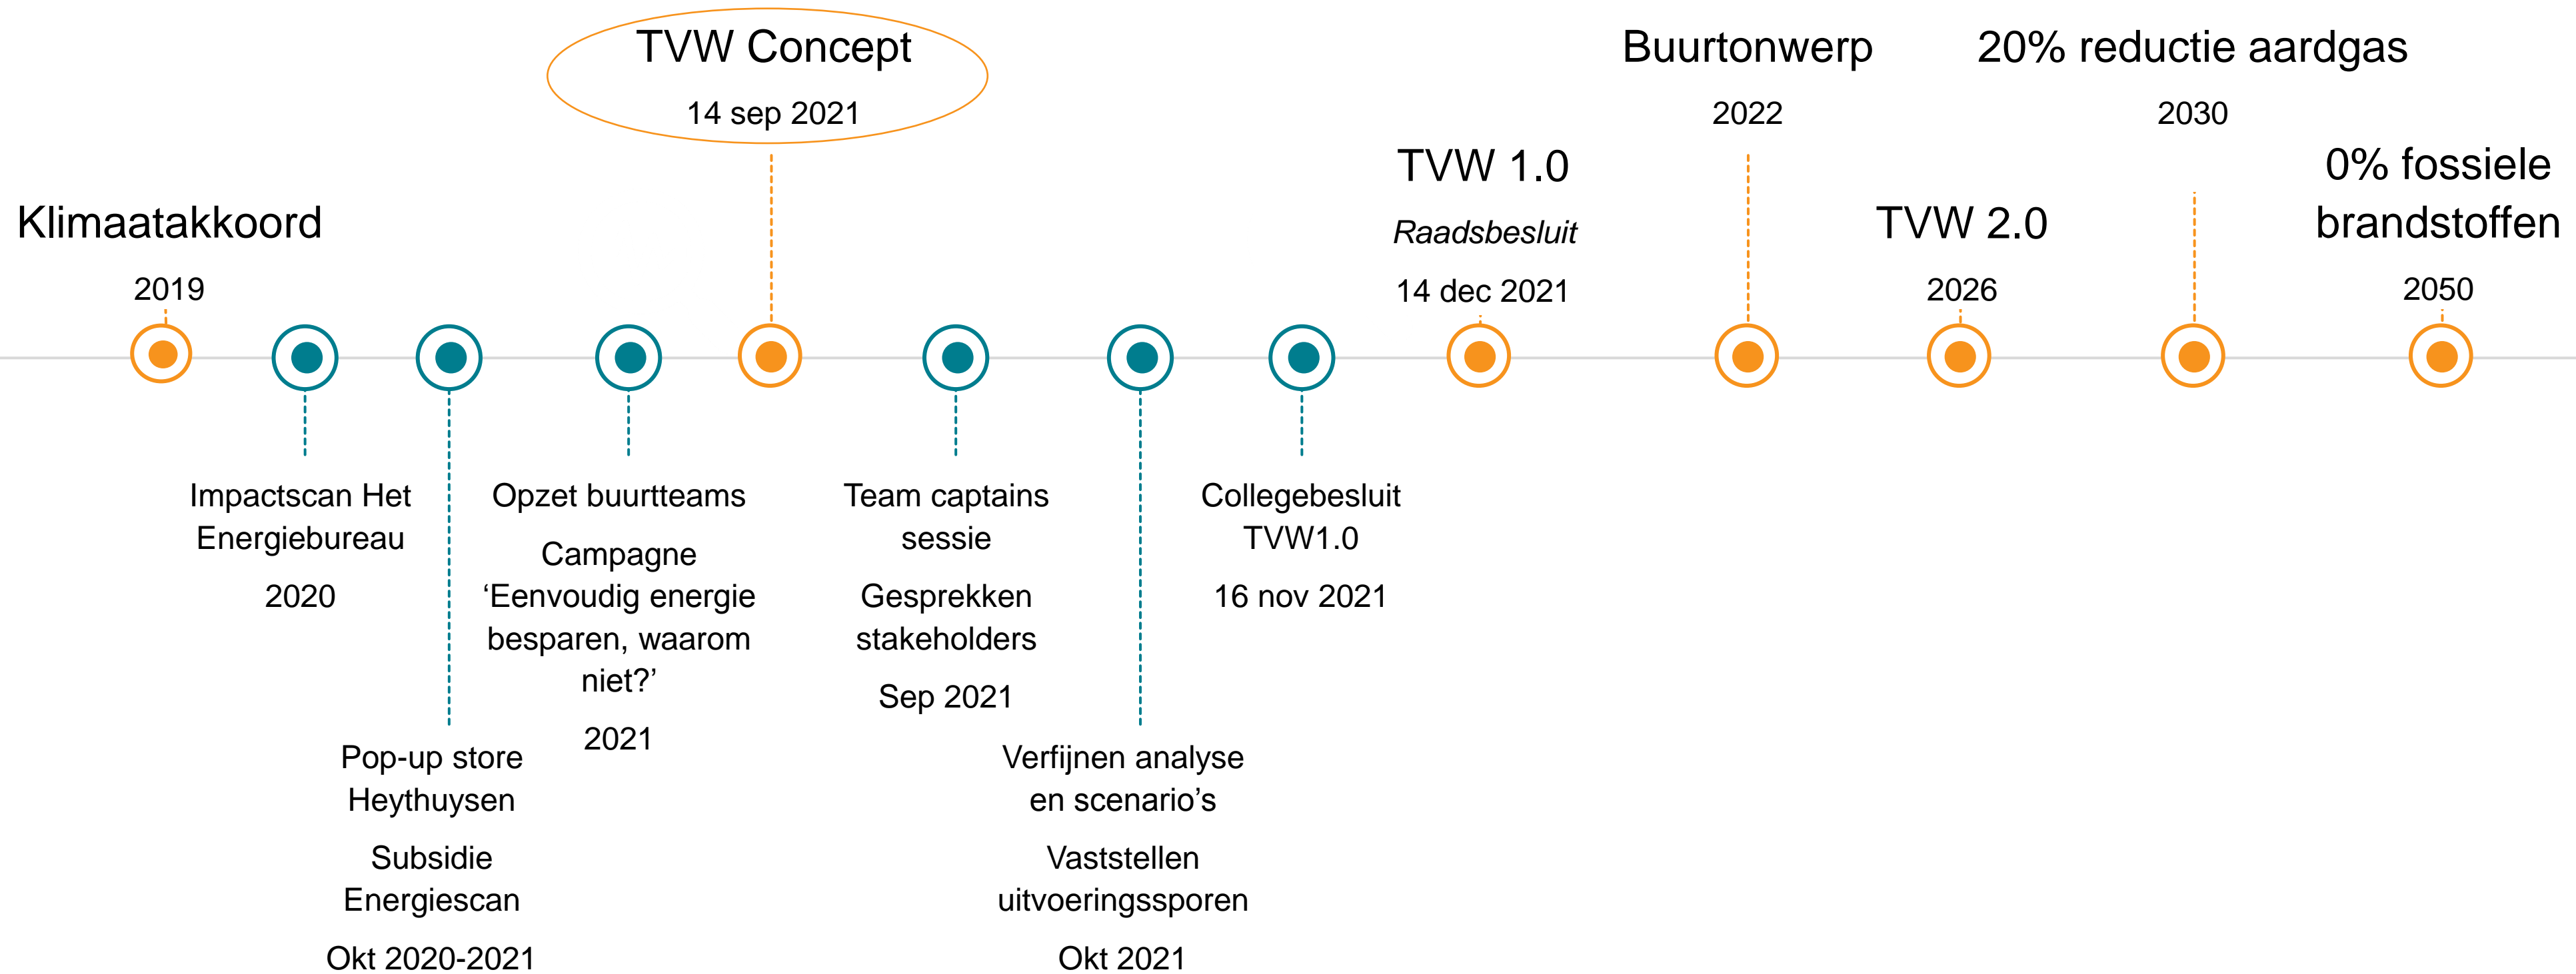 Klimaatakkoord
2019
Impactscan Het
Energiebureau
2020
Pop-up store
Heythuysen
Subsidie
Energiescan
Okt 2020-2021
Opzet buurtteams
Campagne
‘Eenvoudig energie
besparen, waarom
niet?’
2021
TVW Concept
14 sep 2021
Team captains
sessie
Gesprekken
stakeholders
Sep 2021
Verfijnen analyse
en scenario’s
Vaststellen
uitvoeringssporen
Okt 2021
Collegebesluit
TVW1.0
16 nov 2021
TVW 1.0
Raadsbesluit
14 dec 2021
Buurtonwerp
2022
TVW 2.0
2026
20% reductie aardgas
2030
0% fossiele
brandstoffen
2050